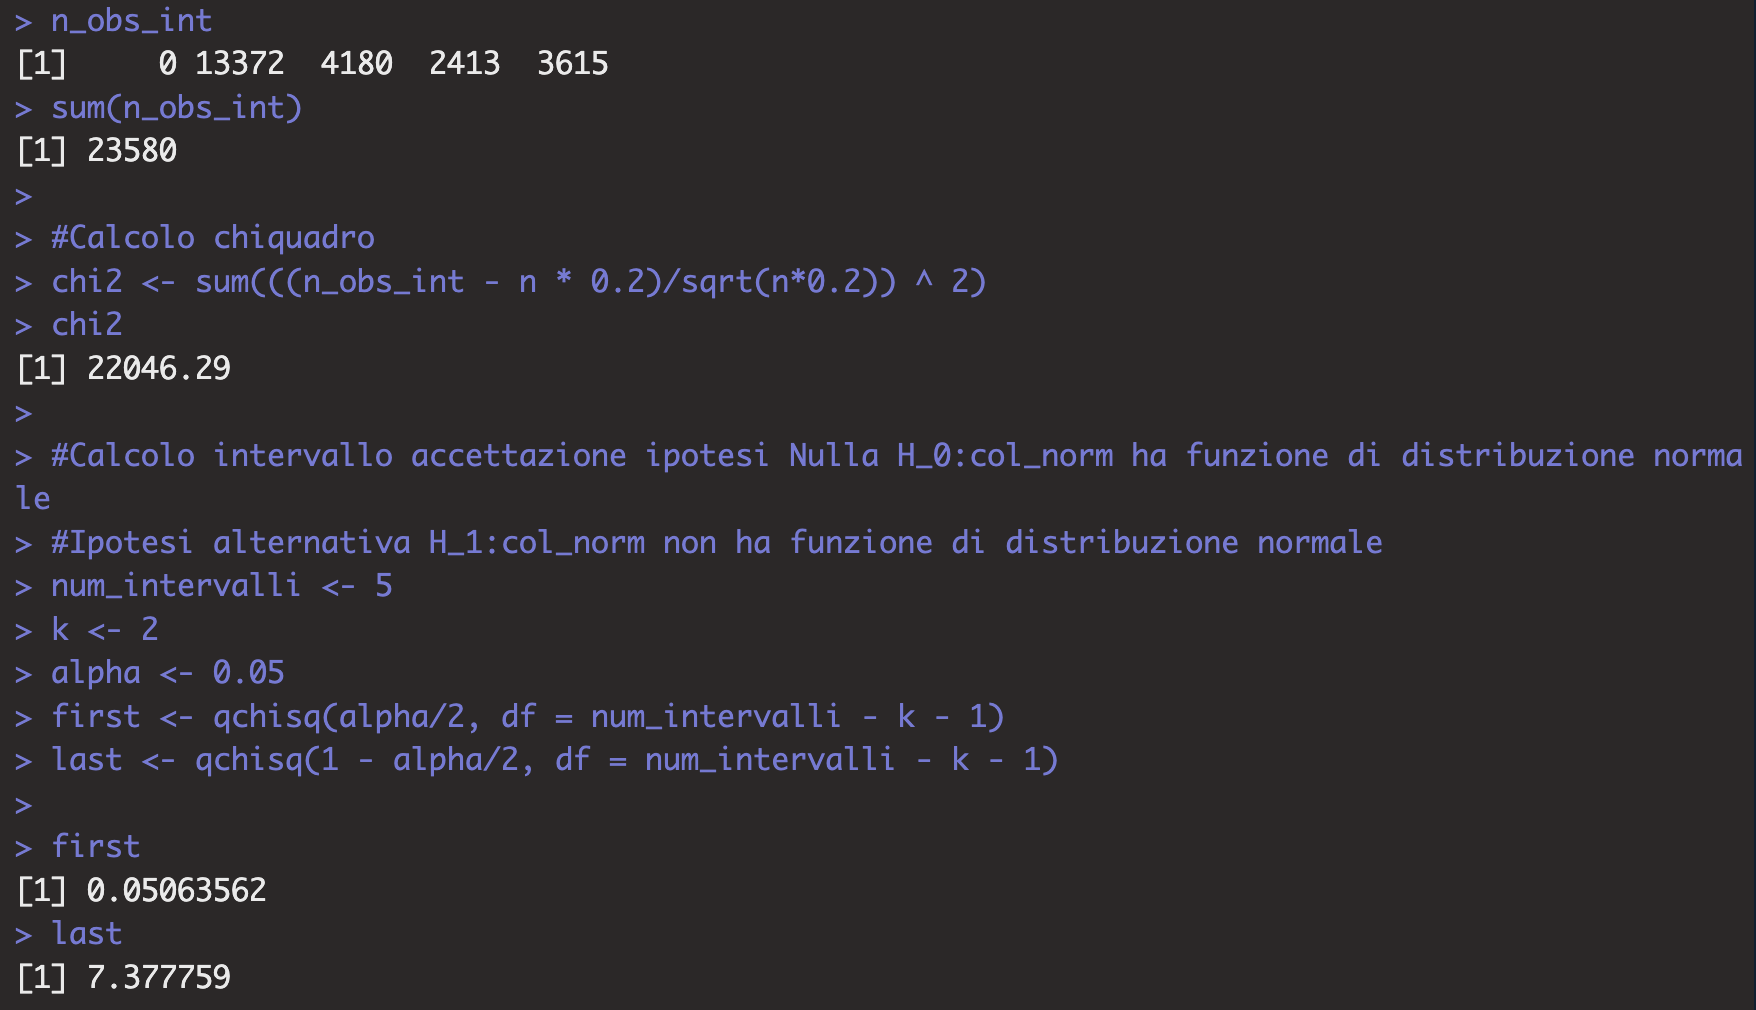 > n_obs_int
[1]     0 13372  4180  2413  3615
> sum(n_obs_int)
[1] 23580
>
> #Calcolo chiquadro
> chi2 <- sum(((n_obs_int - n * 0.2)/sqrt(n*0.2)) ^ 2)
> chi2
[1] 22046.29
>
> #Calcolo intervallo accettazione ipotesi Nulla H_0:col_norm ha funzione di distribuzione norma
le
> #Ipotesi alternativa H_1:col_norm non ha funzione di distribuzione normale
> num_intervalli <- 5
> k <- 2
> alpha <- 0.05
> first <- qchisq(alpha/2, df = num_intervalli - k - 1)
> last <- qchisq(1 - alpha/2, df = num_intervalli - k - 1)
>
> first
[1] 0.05063562
> last
[1] 7.377759